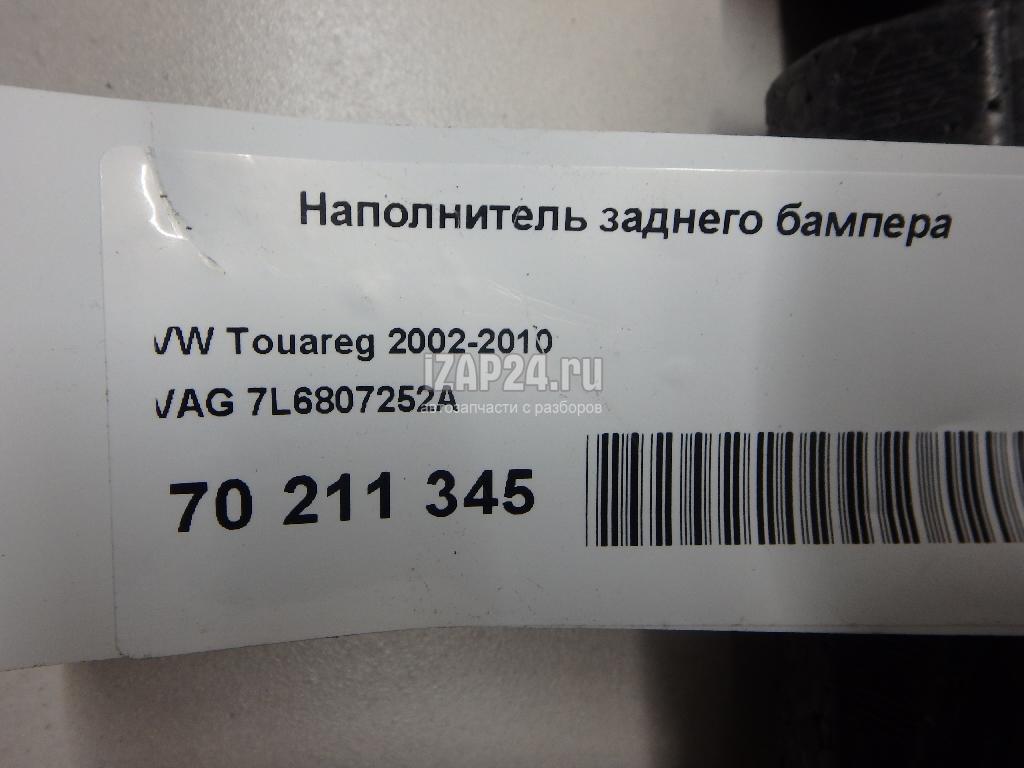 Наполнитель заднего бампера
VW Touareg 2002-2010
iZAP24.ru
VAG 7L6807252A
автозапчасти с разборов
70 211 345